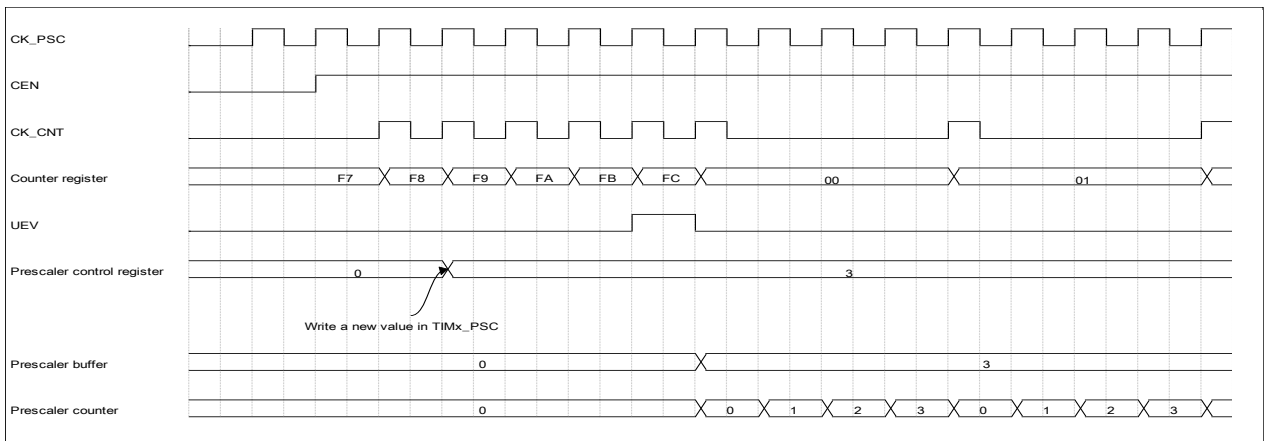 CK_PSC
CEN
CK_CNT
Counter register F7 F8 F9 FA FB FC 00 01
UEV
Prescaler control register 0 3
Write a new value in TIMx_PSC
Prescaler buffer 0 3
Prescaler counter 0 0 1 2 3 0 1 2 3